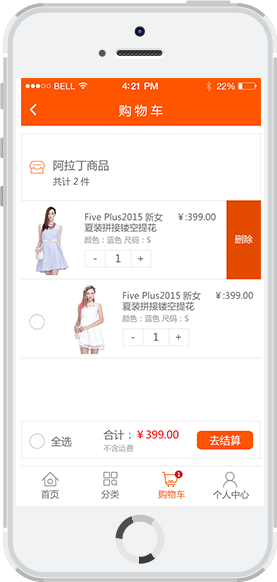 BELL 4:21 PM 22%
购物车
阿拉丁商品
共计 2 件
Five Plus2015 新女 ¥ :399.00
夏装拼接镂空提花
颜色：蓝色 尺码：S
- 1 +
删除
Five Plus2015 新女 ¥ :399.00
夏装拼接镂空提花
颜色：蓝色 尺码：S
- 1 +
全选
合计：¥ 399.00
不含运费
去结算
1
首页 分类 购物车 个人中心